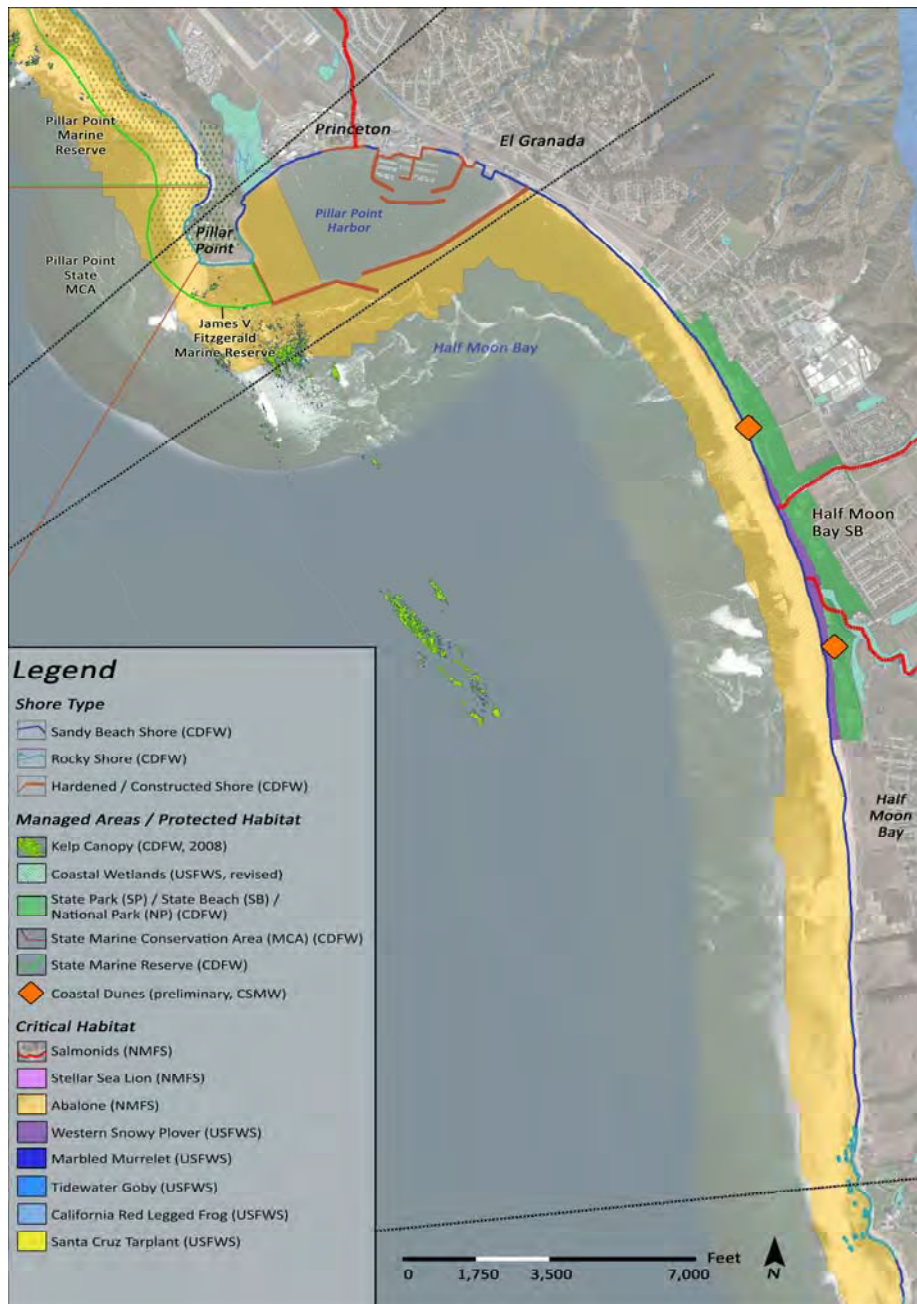 Pillar Point
Marine
Reserve
Princeton
El Granada
Pillar Point
Harbor
Pillar
Point
Pillar Point
State
MCA
James V
Fitzgerald
Marine Reserve
Half Moon Bay
Half Moon
Bay SB
Half
Moon
Bay
Legend
Shore Type
Sandy Beach Shore (CDFW)
Rocky Shore (CDFW)
Hardened / Constructed Shore (CDFW)
Managed Areas / Protected Habitat
Kelp Canopy (CDFW, 2008)
Coastal Wetlands (USFWS, revised)
State Park (SP) / State Beach (SB) /
National Park (NP) (CDFW)
State Marine Conservation Area (MCA) (CDFW)
State Marine Reserve (CDFW)
Coastal Dunes (preliminary, CSMW)
Critical Habitat
Salmonids (NMFS)
Stellar Sea Lion (NMFS)
Abalone (NMFS)
Western Snowy Plover (USFWS)
Marbled Murrelet (USFWS)
Tidewater Goby (USFWS)
California Red Legged Frog (USFWS)
Santa Cruz Tarplant (USFWS)
Feet
0 1,750 3,500 7,000
N